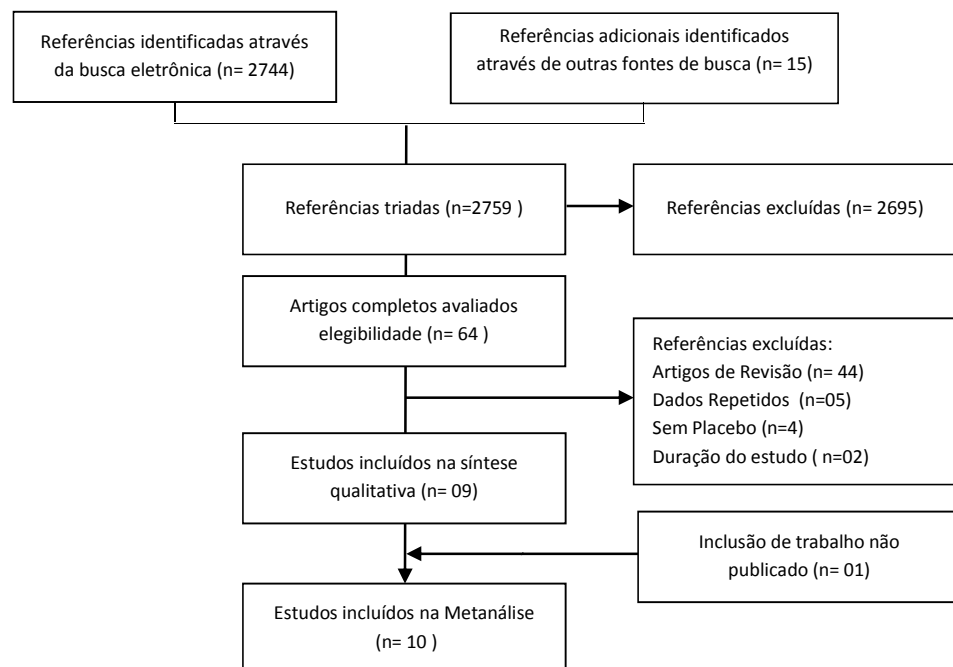 Referências identificadas através
da busca eletrônica (n= 2744)
Referências adicionais identificados
através de outras fontes de busca (n= 15)
Referências triadas (n=2759 )
Referências excluídas (n= 2695)
Artigos completos avaliados
elegibilidade (n= 64 )
Referências excluídas:
Artigos de Revisão (n= 44)
Dados Repetidos (n=05)
Sem Placebo (n=4)
Duração do estudo ( n=02)
Estudos incluídos na síntese
qualitativa (n= 09)
Inclusão de trabalho não
publicado (n= 01)
Estudos incluídos na Metanálise
(n= 10 )